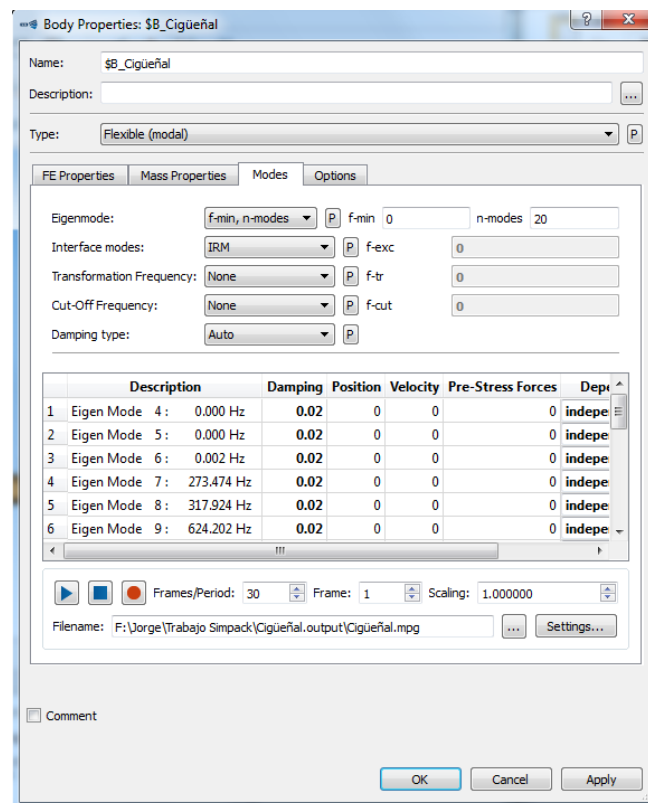 Body Properties: $B_Cigüeñal
Name: $B_Cigüeñal
Description: ...
Type: Flexible (modal) P
FE Properties Mass Properties Modes Options
Eigenmode: f-min, n-modes P f-min 0 n-modes 20
Interface modes: IRM P f-exc 0
Transformation Frequency: None P f-tr 0
Cut-Off Frequency: None P f-cut 0
Damping type: Auto P
Description Damping Position Velocity Pre-Stress Forces Depe
1 Eigen Mode 4 : 0.000 Hz 0.02 0 0 0 indepe
2 Eigen Mode 5 : 0.000 Hz 0.02 0 0 0 indepe
3 Eigen Mode 6 : 0.002 Hz 0.02 0 0 0 indepe
4 Eigen Mode 7 : 273.474 Hz 0.02 0 0 0 indepe
5 Eigen Mode 8 : 317.924 Hz 0.02 0 0 0 indepe
6 Eigen Mode 9 : 624.202 Hz 0.02 0 0 0 indepe
Frames/Period: 30 Frame: 1 Scaling: 1.000000
Filename: F:\Jorge\Trabajo Simpack\Cigüeñal.output\Cigüeñal.mpg ... Settings...
Comment
OK Cancel Apply